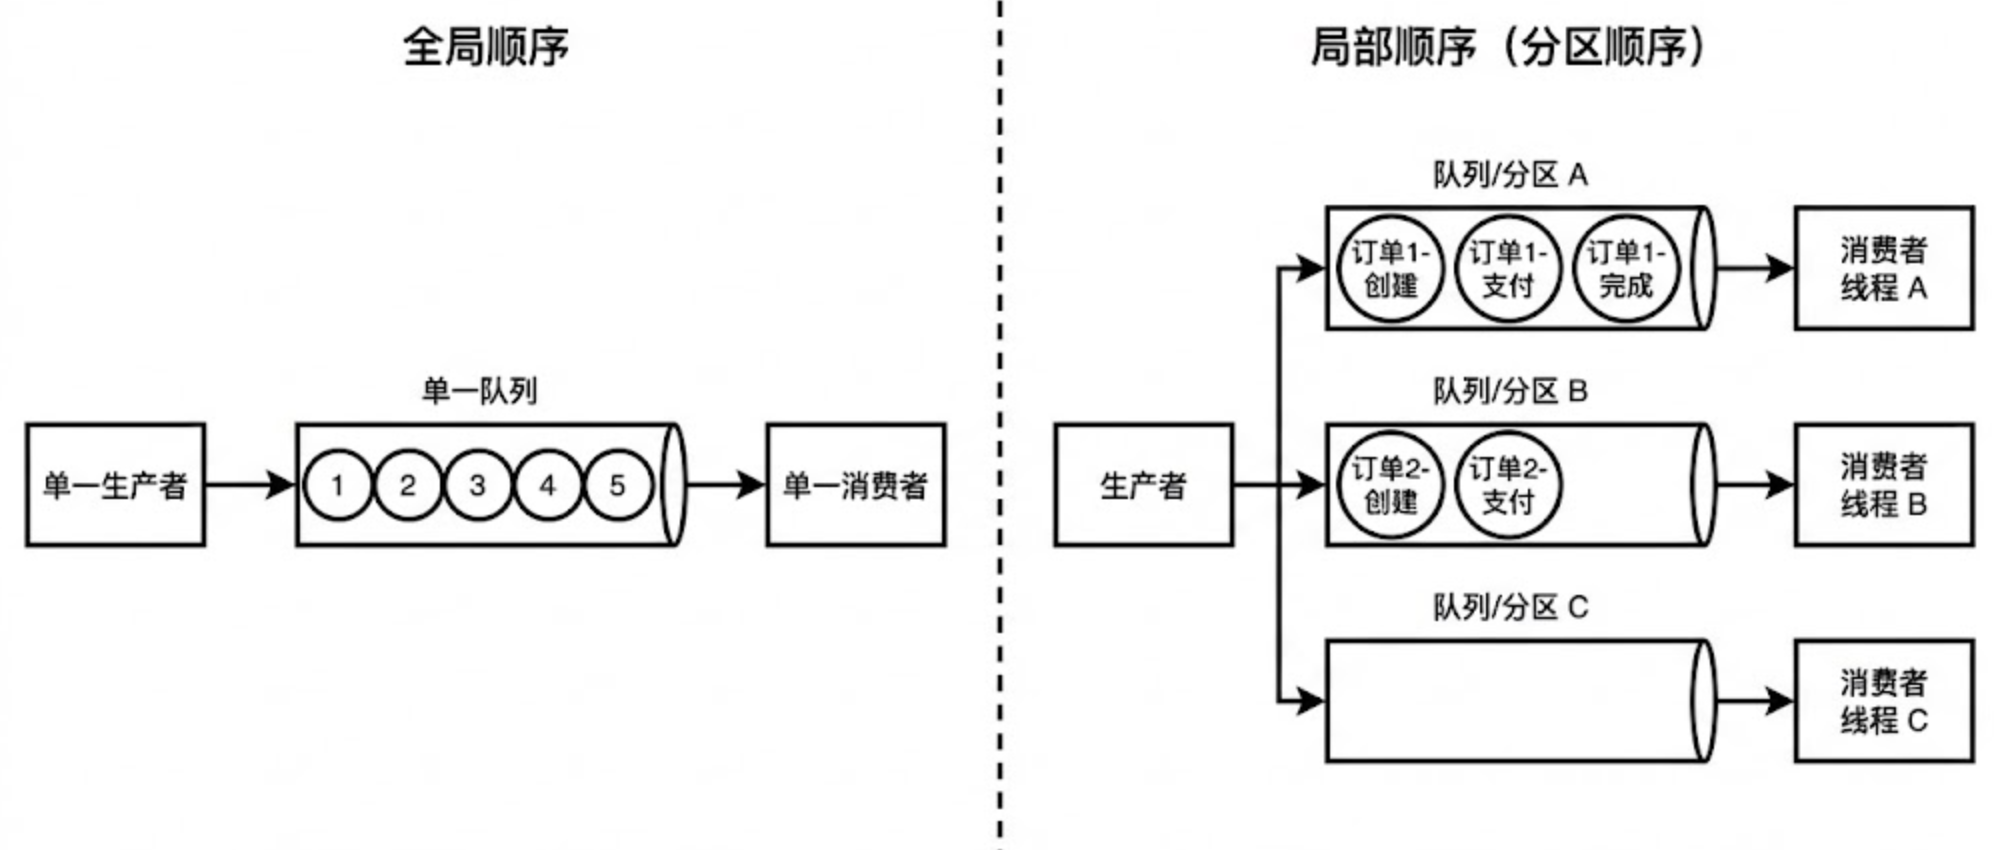 全局顺序
单一队列
单一生产者
1
2
3
4
5
单一消费者
局部顺序（分区顺序）
队列/分区 A
订单1-
创建
订单1-
支付
订单1-
完成
消费者
线程 A
生产者
队列/分区 B
订单2-
创建
订单2-
支付
消费者
线程 B
队列/分区 C
消费者
线程 C